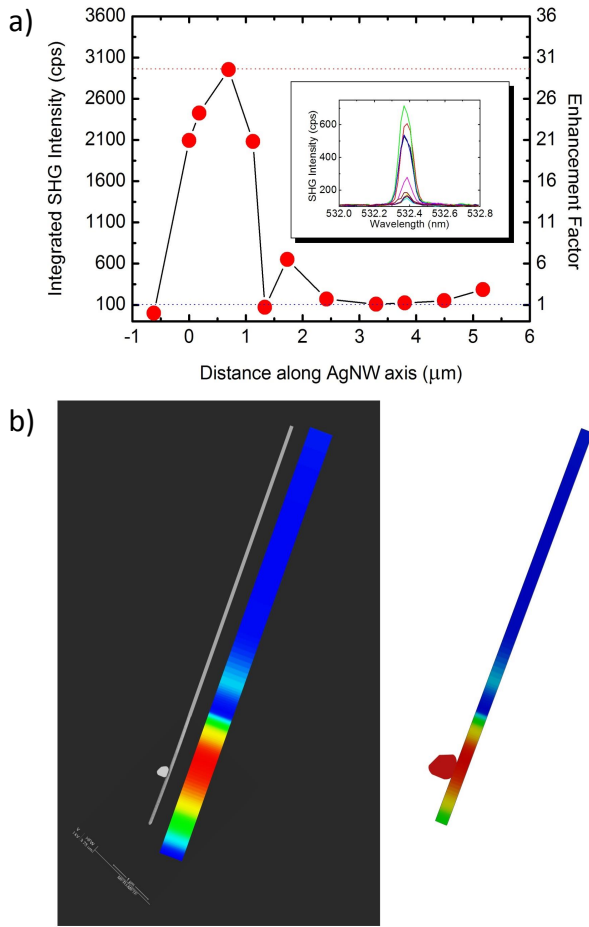 a)
3600
3100
2600
2100
1600
1100
600
100
Integrated SHG Intensity (cps)
36
31
26
21
16
11
6
1
Enhancement Factor
600
400
200
SHG Intensity (cps)
532.0 532.2 532.4 532.6 532.8
Wavelength (nm)
-1 0 1 2 3 4 5 6
Distance along AgNW axis (μm)
b)